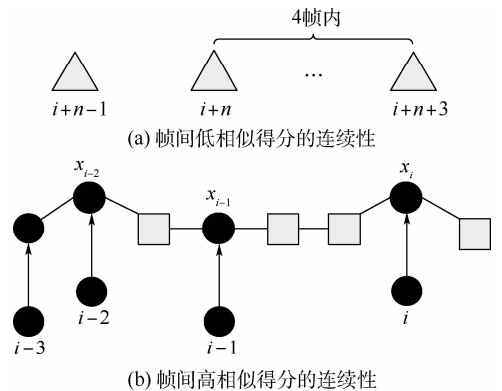 4帧内
...
i+n−1 i+n i+n+3
(a) 帧间低相似得分的连续性
x_{i−2} x_{i−1} x_i
i−3 i−2 i−1 i
(b) 帧间高相似得分的连续性